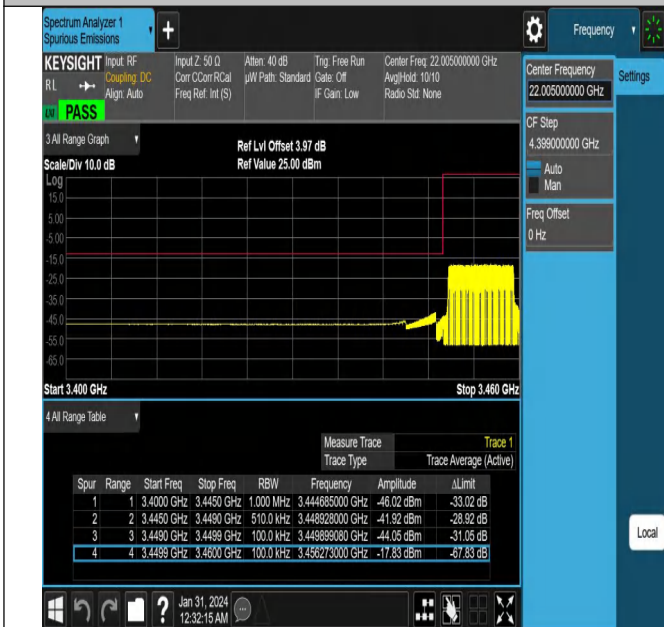 Spectrum Analyzer 1
Spurious Emissions
Frequency
KEYSIGHT
RL
Input: RF
Coupling: DC
Align: Auto
Input Z: 50 Ω
Corr CCorr RCal
Freq Ref: Int (S)
Atten: 40 dB
µW Path: Standard
Trig: Free Run
Gate: Off
IF Gain: Low
Center Freq: 22.005000000 GHz
Avg|Hold: 10/10
Radio Std: None
PASS
Center Frequency
22.005000000 GHz
Settings
CF Step
4.399000000 GHz
Auto
Man
Freq Offset
0 Hz
3 All Range Graph
Ref Lvl Offset 3.97 dB
Scale/Div 10.0 dB
Ref Value 25.00 dBm
Log
15.0
5.00
-5.00
-15.0
-25.0
-35.0
-45.0
-55.0
-65.0
Start 3.400 GHz
Stop 3.460 GHz
4 All Range Table
Measure Trace Trace 1
Trace Type Trace Average (Active)
Spur Range Start Freq Stop Freq RBW Frequency Amplitude ΔLimit
1 1 3.4000 GHz 3.4450 GHz 1.000 MHz 3.444685000 GHz -46.02 dBm -33.02 dB
2 2 3.4450 GHz 3.4490 GHz 510.0 kHz 3.448928000 GHz -41.92 dBm -28.92 dB
3 3 3.4490 GHz 3.4499 GHz 100.0 kHz 3.449899080 GHz -44.05 dBm -31.05 dB
4 4 3.4499 GHz 3.4600 GHz 100.0 kHz 3.456273000 GHz -17.83 dBm -67.83 dB
Local
Jan 31, 2024
12:32:15 AM